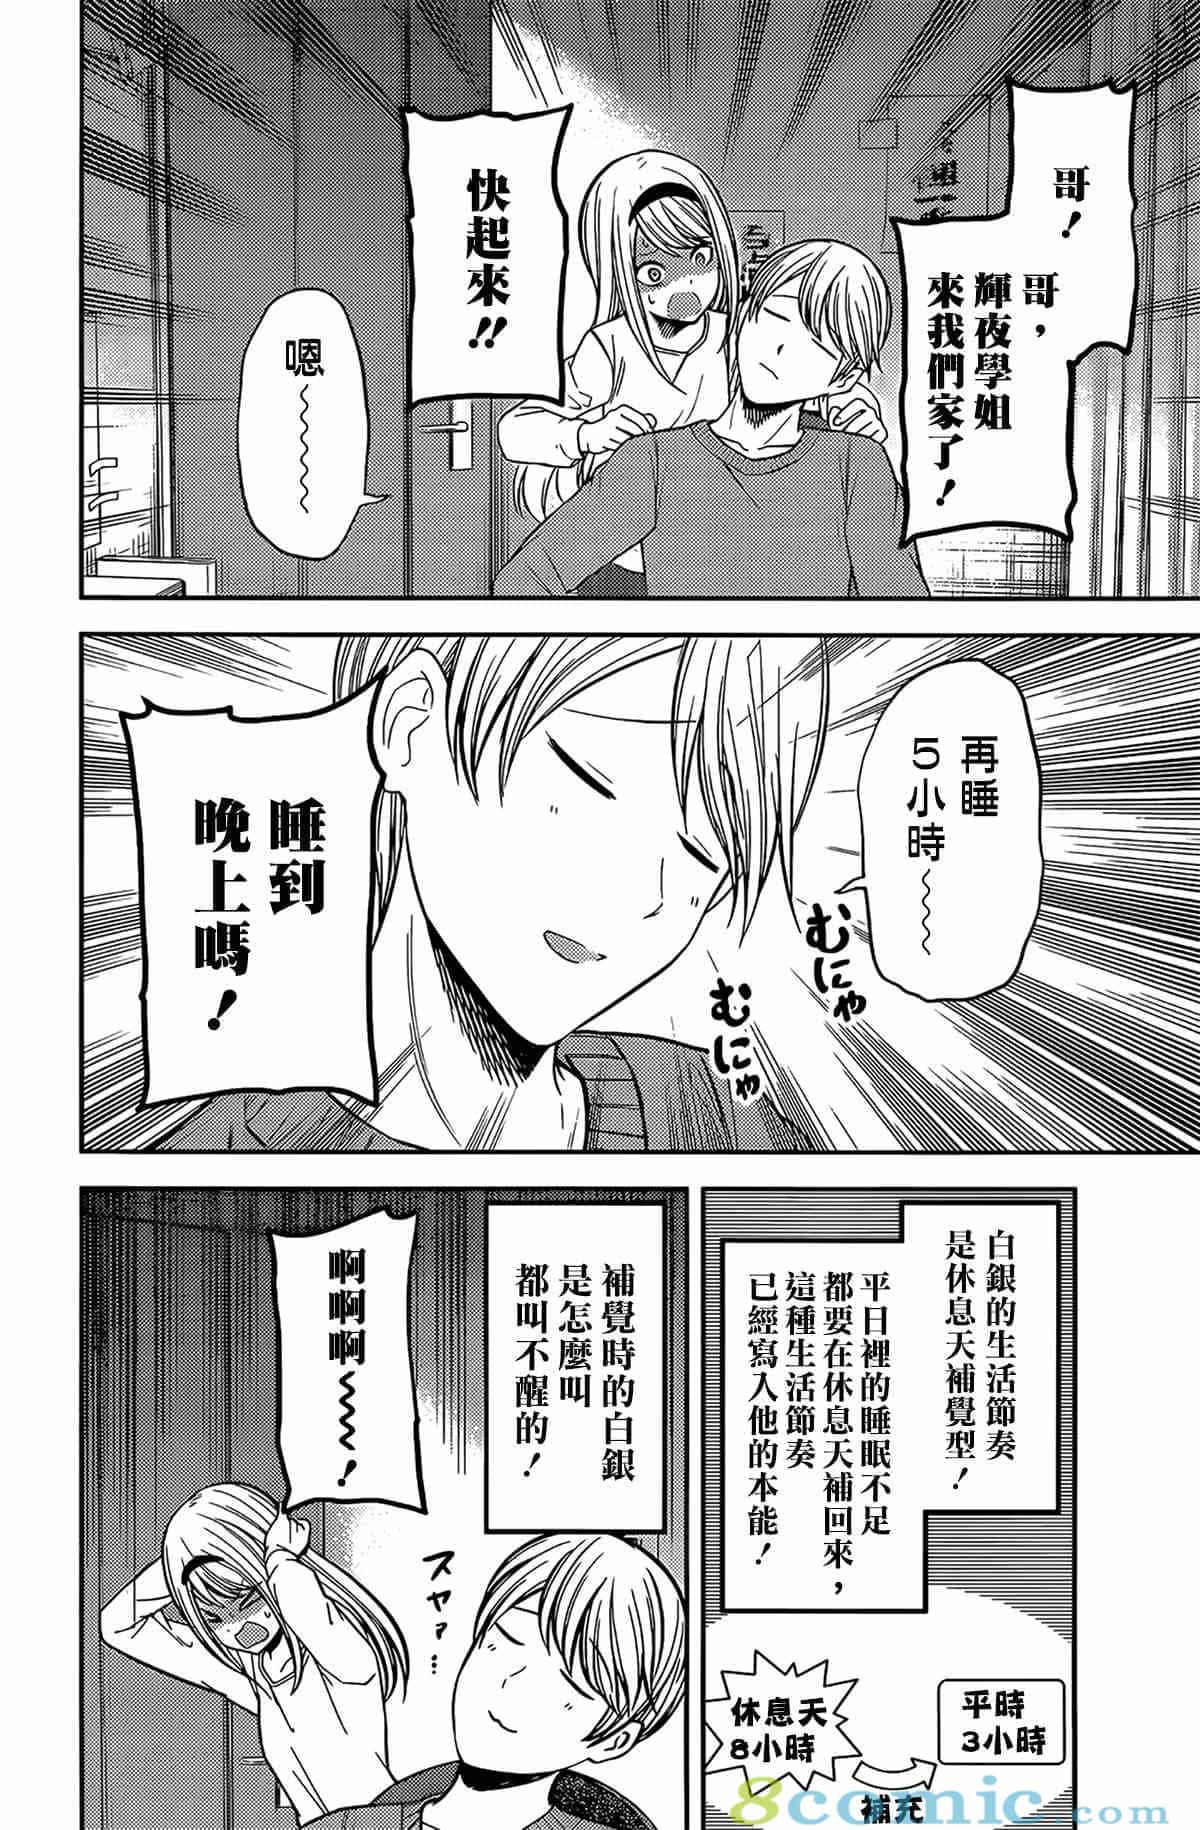 哥！
哥，
輝夜學姐
來我們家了！
快起來！！
嗯～～
再睡
5小時～～
むにゃ
むにゃ
睡到
晚上嗎！
白銀的生活節奏
是休息天補覺型！
平日裡的睡眠不足
都要在休息天補回來，
這種生活節奏
已經寫入他的本能！
平時
3小時
補充
休息天
8小時
補覺時的白銀
是怎麼叫
都叫不醒的！
啊啊啊～～！
スヤァ…
8comic.com